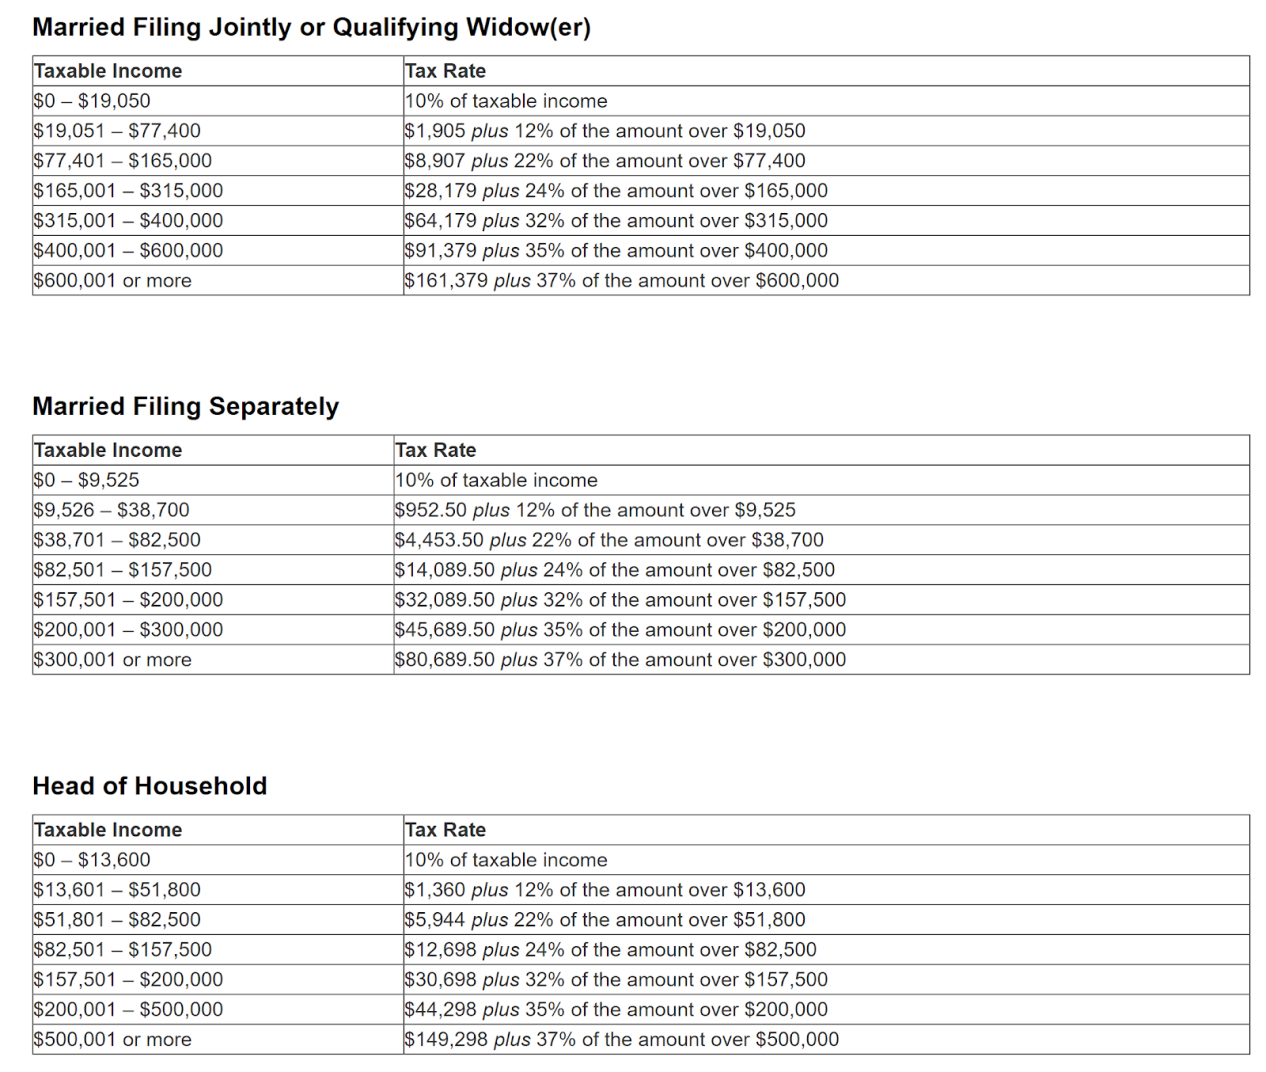 Married Filing Jointly or Qualifying Widow(er)
Taxable Income Tax Rate
$0 – $19,050 10% of taxable income
$19,051 – $77,400 $1,905 plus 12% of the amount over $19,050
$77,401 – $165,000 $8,907 plus 22% of the amount over $77,400
$165,001 – $315,000 $28,179 plus 24% of the amount over $165,000
$315,001 – $400,000 $64,179 plus 32% of the amount over $315,000
$400,001 – $600,000 $91,379 plus 35% of the amount over $400,000
$600,001 or more $161,379 plus 37% of the amount over $600,000
Married Filing Separately
Taxable Income Tax Rate
$0 – $9,525 10% of taxable income
$9,526 – $38,700 $952.50 plus 12% of the amount over $9,525
$38,701 – $82,500 $4,453.50 plus 22% of the amount over $38,700
$82,501 – $157,500 $14,089.50 plus 24% of the amount over $82,500
$157,501 – $200,000 $32,089.50 plus 32% of the amount over $157,500
$200,001 – $300,000 $45,689.50 plus 35% of the amount over $200,000
$300,001 or more $80,689.50 plus 37% of the amount over $300,000
Head of Household
Taxable Income Tax Rate
$0 – $13,600 10% of taxable income
$13,601 – $51,800 $1,360 plus 12% of the amount over $13,600
$51,801 – $82,500 $5,944 plus 22% of the amount over $51,800
$82,501 – $157,500 $12,698 plus 24% of the amount over $82,500
$157,501 – $200,000 $30,698 plus 32% of the amount over $157,500
$200,001 – $500,000 $44,298 plus 35% of the amount over $200,000
$500,001 or more $149,298 plus 37% of the amount over $500,000